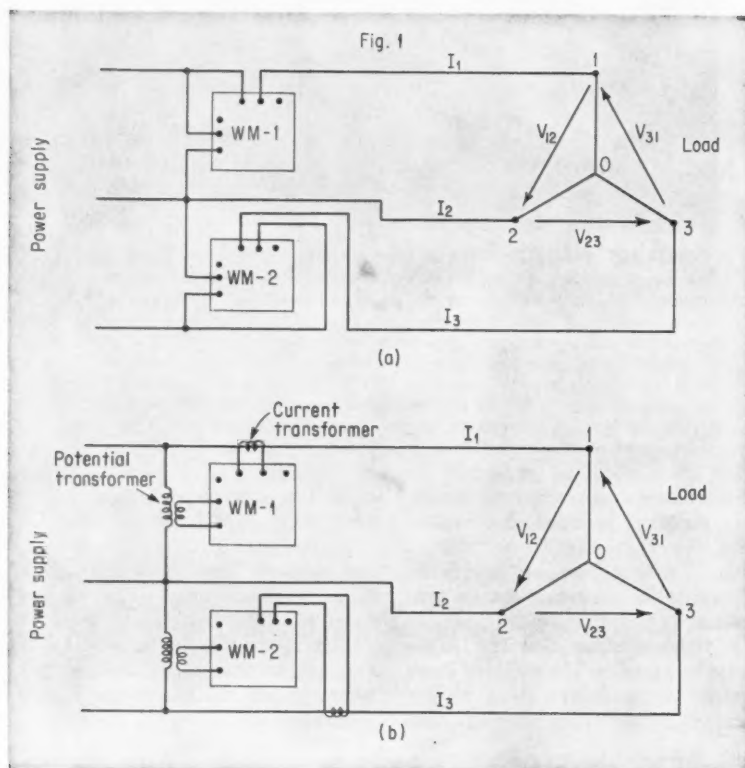 Fig. 1
I₁
1
WM-1
V₁₂
V₃₁
Load
0
Power supply
I₂
2
3
V₂₃
WM-2
I₃
(a)
Current
transformer
I₁
1
Potential
transformer
Load
WM-1
V₁₂
V₃₁
0
Power supply
I₂
2
3
V₂₃
WM-2
I₃
(b)